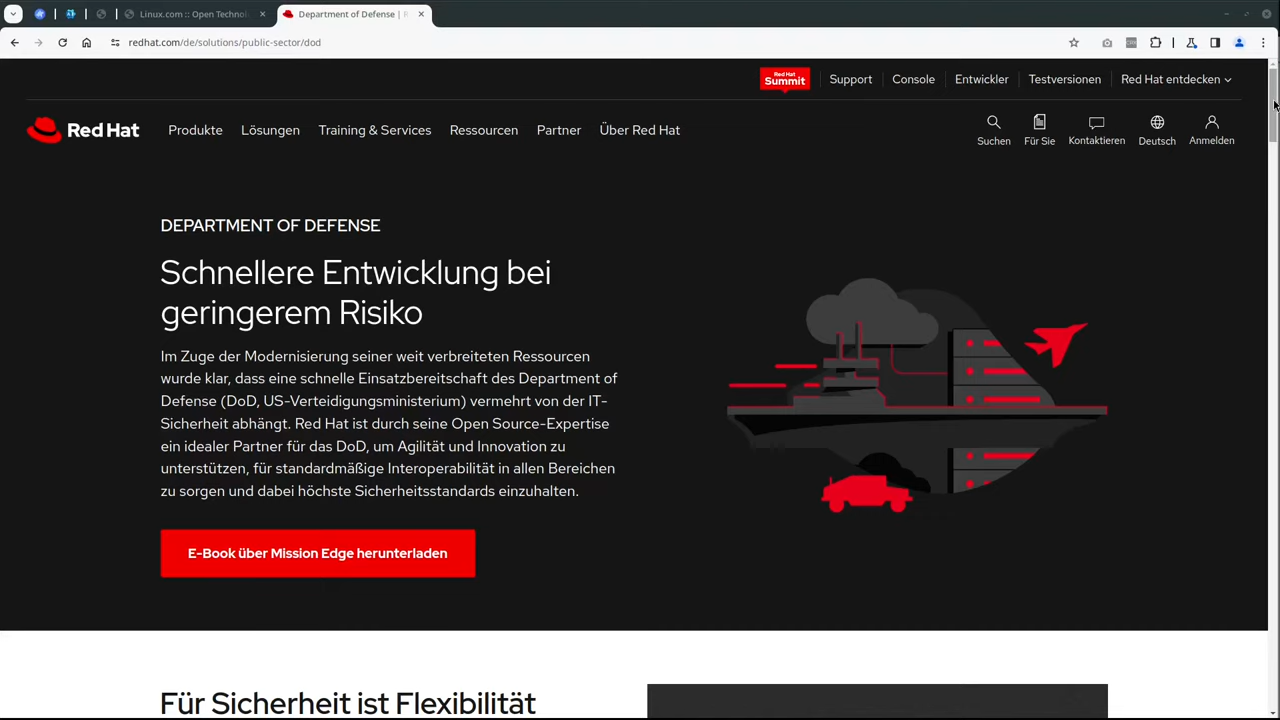 Linux.com :: Open Technol
Department of Defense | R
redhat.com/de/solutions/public-sector/dod
Red Hat
Summit
Support
Console
Entwickler
Testversionen
Red Hat entdecken
Red Hat
Produkte
Lösungen
Training & Services
Ressourcen
Partner
Über Red Hat
Suchen
Für Sie
Kontaktieren
Deutsch
Anmelden
DEPARTMENT OF DEFENSE
Schnellere Entwicklung bei
geringerem Risiko
Im Zuge der Modernisierung seiner weit verbreiteten Ressourcen
wurde klar, dass eine schnelle Einsatzbereitschaft des Department of
Defense (DoD, US-Verteidigungsministerium) vermehrt von der IT-
Sicherheit abhängt. Red Hat ist durch seine Open Source-Expertise
ein idealer Partner für das DoD, um Agilität und Innovation zu
unterstützen, für standardmäßige Interoperabilität in allen Bereichen
zu sorgen und dabei höchste Sicherheitsstandards einzuhalten.
E-Book über Mission Edge herunterladen
Für Sicherheit ist Flexibilität